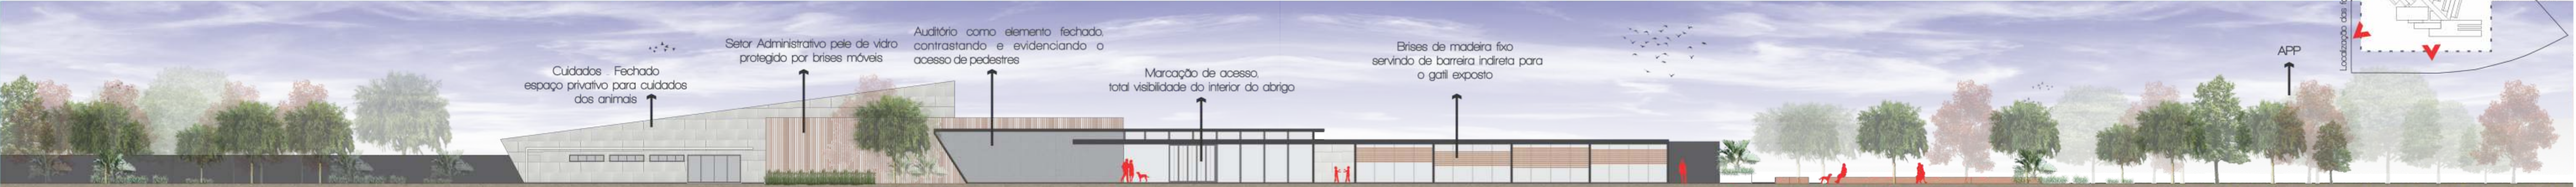 Cuidados . Fechado
espaço privativo para cuidados
dos animais
Setor Administrativo pele de vidro
protegido por brises móveis
Auditório como elemento fechado,
contrastando e evidenciando o
acesso de pedestres
Marcação de acesso,
total visibilidade do interior do abrigo
Brises de madeira fixo
servindo de barreira indireta para
o gatil exposto
APP
Localização das